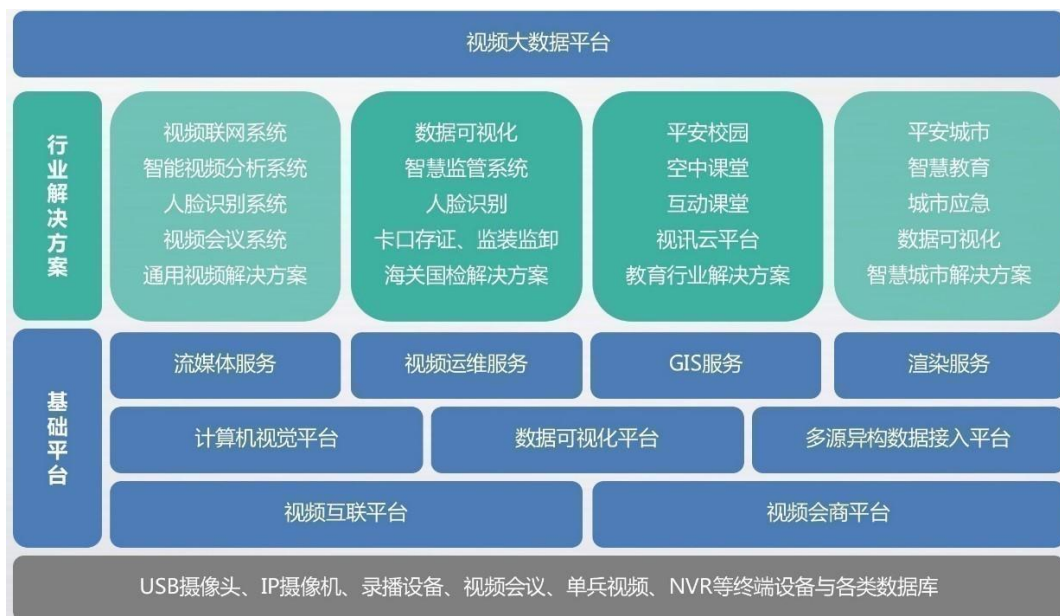 视频大数据平台
行业解决方案
视频联网系统
智能视频分析系统
人脸识别系统
视频会议系统
通用视频解决方案
数据可视化
智慧监管系统
人脸识别
卡口存证、监装监卸
海关国检解决方案
平安校园
空中课堂
互动课堂
视讯云平台
教育行业解决方案
平安城市
智慧教育
城市应急
数据可视化
智慧城市解决方案
基础平台
流媒体服务
视频运维服务
GIS服务
渲染服务
计算机视觉平台
数据可视化平台
多源异构数据接入平台
视频互联平台
视频会商平台
USB摄像头、IP摄像机、录播设备、视频会议、单兵视频、NVR等终端设备与各类数据库